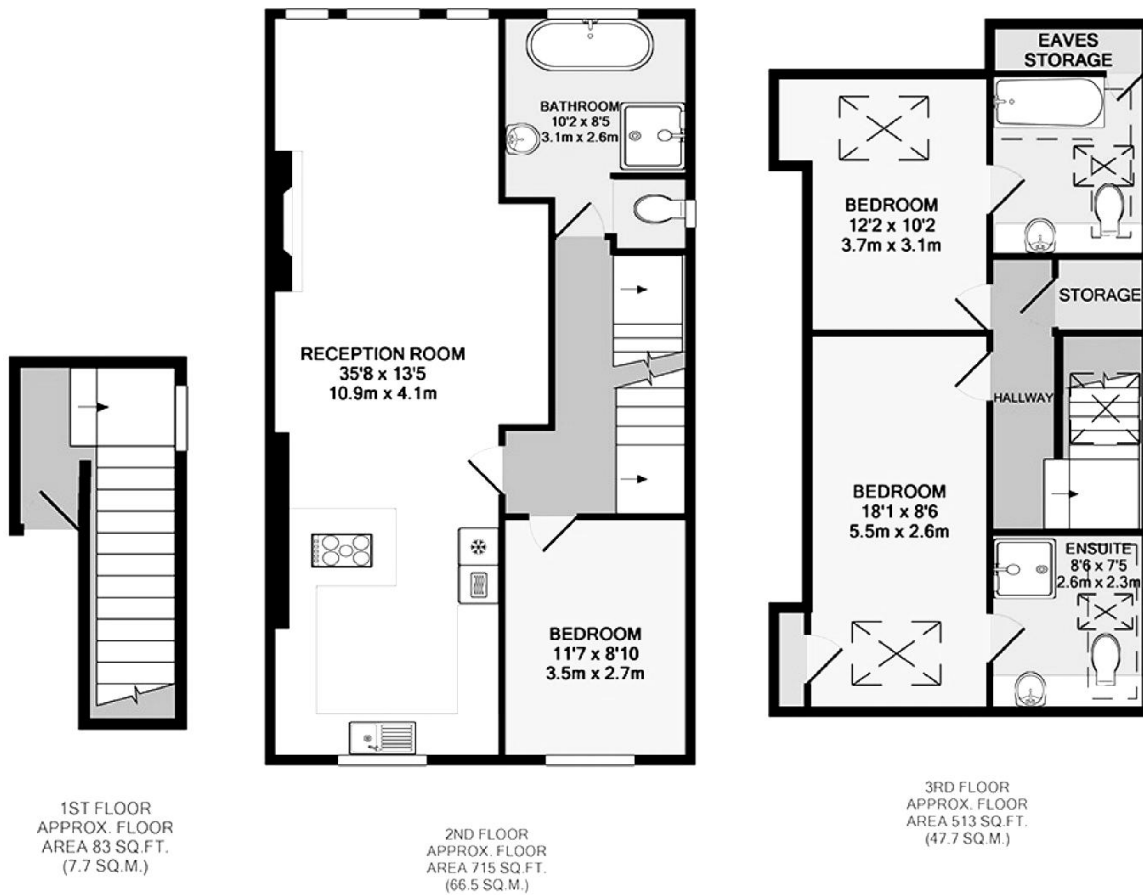 1ST FLOOR
APPROX. FLOOR
AREA 83 SQ.FT.
(7.7 SQ.M.)
BATHROOM
10'2 x 8'5
3.1m x 2.6m
RECEPTION ROOM
35'8 x 13'5
10.9m x 4.1m
BEDROOM
11'7 x 8'10
3.5m x 2.7m
2ND FLOOR
APPROX. FLOOR
AREA 715 SQ.FT.
(66.5 SQ.M.)
EAVES
STORAGE
BEDROOM
12'2 x 10'2
3.7m x 3.1m
STORAGE
HALLWAY
BEDROOM
18'1 x 8'6
5.5m x 2.6m
ENSUITE
8'6 x 7'5
2.6m x 2.3m
3RD FLOOR
APPROX. FLOOR
AREA 513 SQ.FT.
(47.7 SQ.M.)